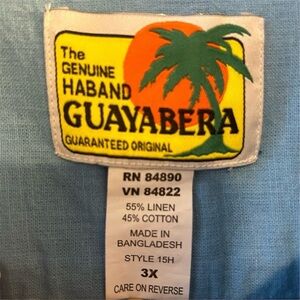 The
GENUINE
HABAND
GUAYABERA
GUARANTEED ORIGINAL
RN 84890
VN 84822
55% LINEN
45% COTTON
MADE IN
BANGLADESH
STYLE 15H
3X
CARE ON REVERSE